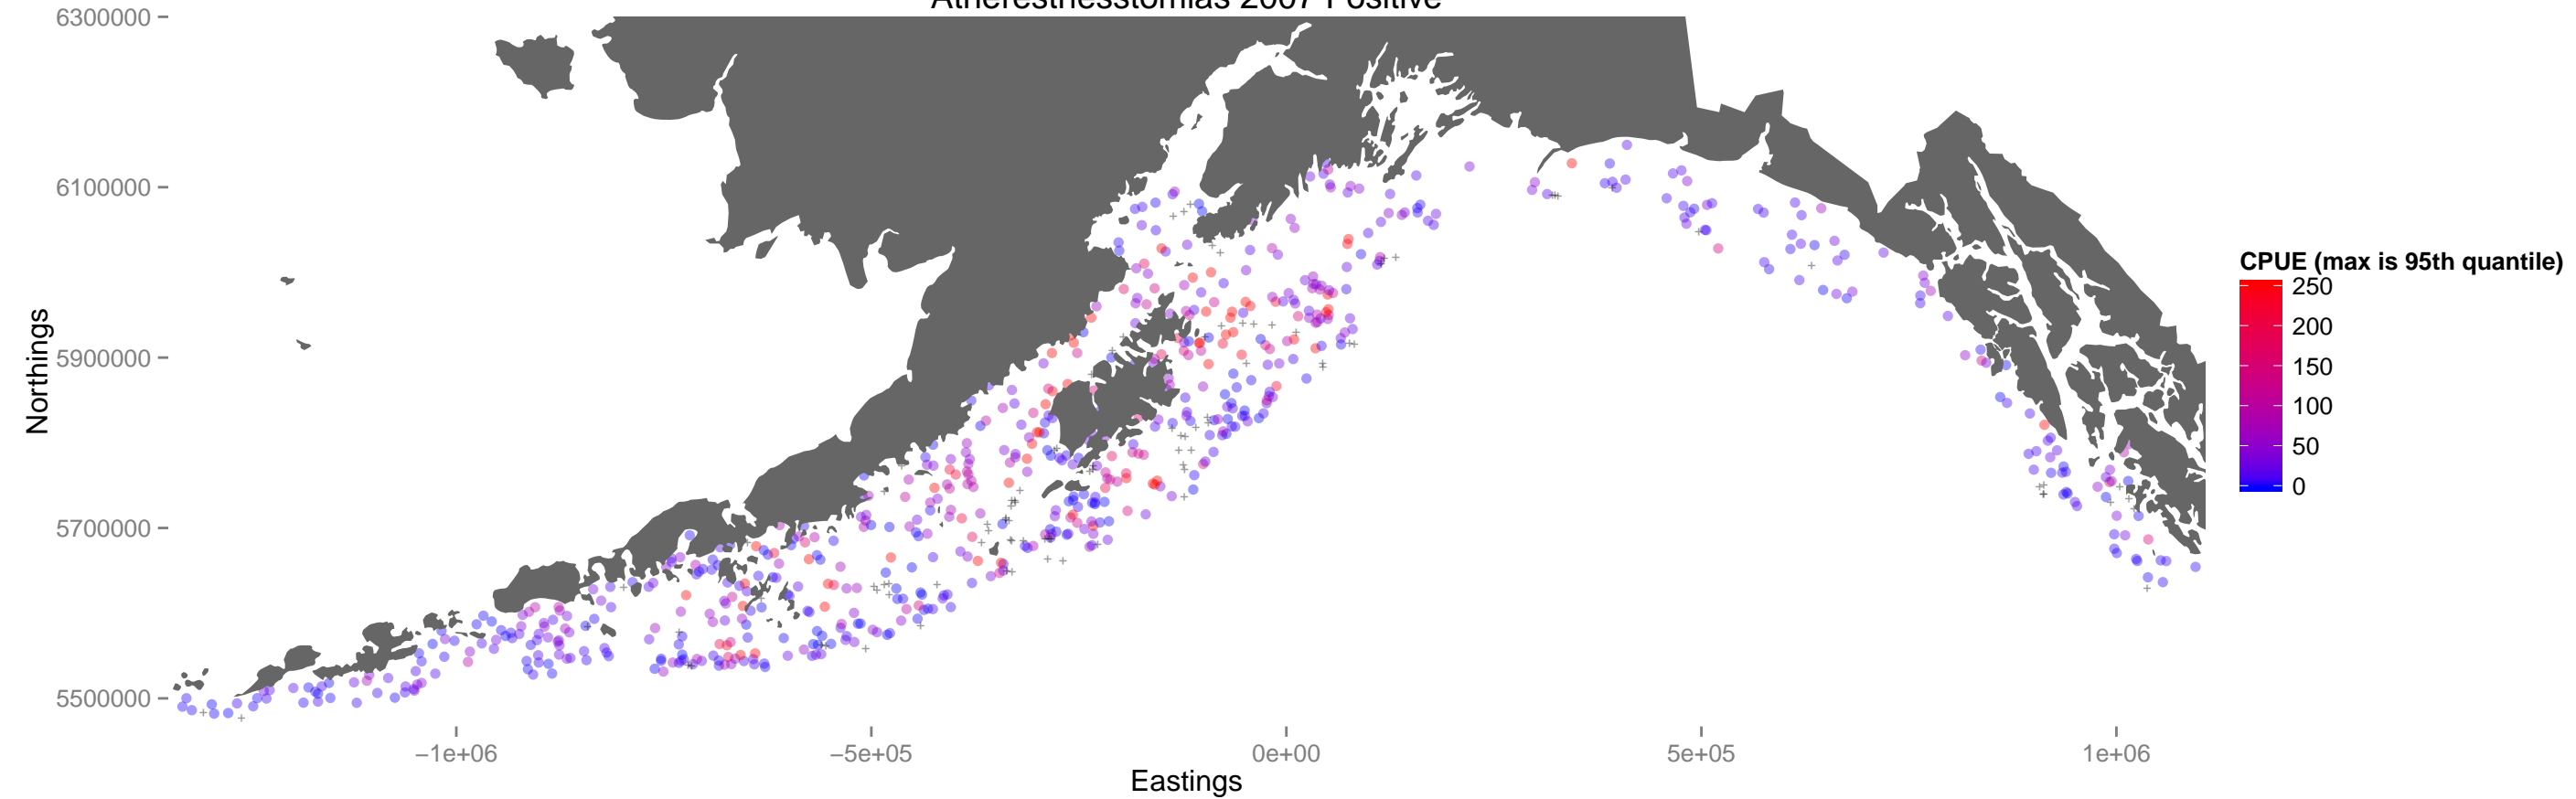 Atheresthesstomias 2007 Positive
6300000
6100000
5900000
5700000
5500000
Northings
−1e+06
−5e+05
0e+00
5e+05
1e+06
Eastings
CPUE (max is 95th quantile)
250
200
150
100
50
0